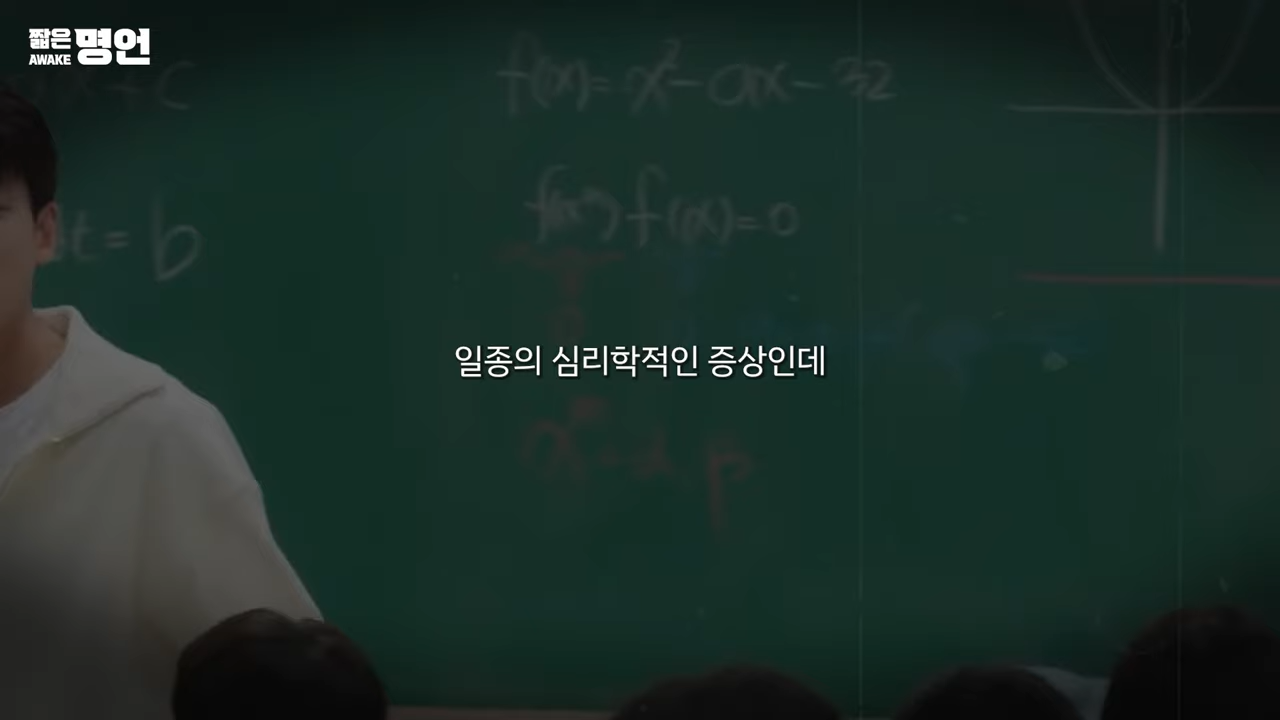 짧은 명언
AWAKE
f(x)= x²-ax-32
f(x) f(x)=0
t= b
일종의 심리학적인 증상인데